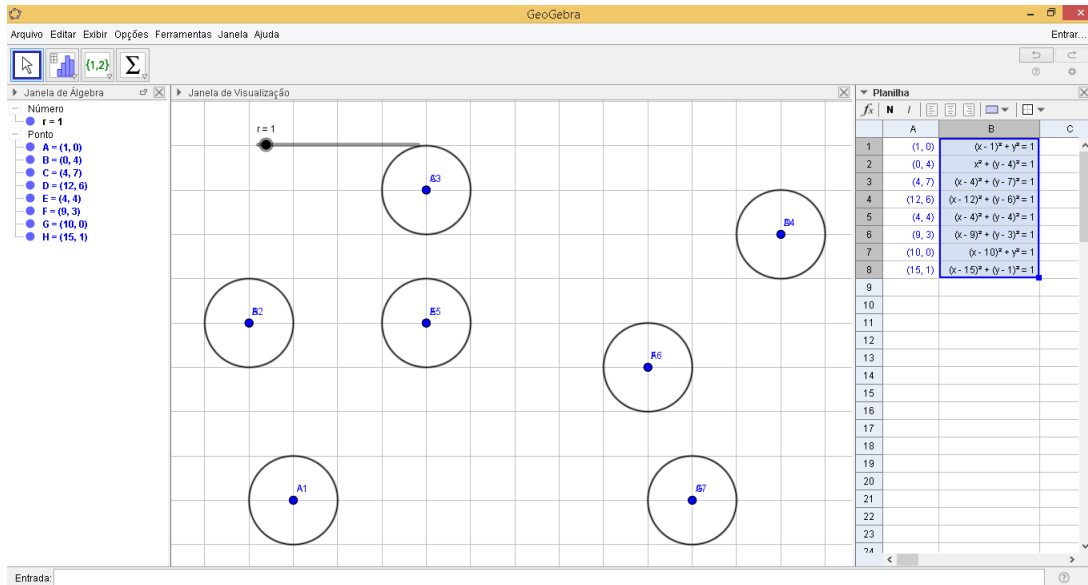 GeoGebra
Arquivo Editar Exibir Opções Ferramentas Janela Ajuda
Entrar...
{1,2}
Σ
Janela de Álgebra
Janela de Visualização
Planilha
Número
r = 1
Ponto
A = (1, 0)
B = (0, 4)
C = (4, 7)
D = (12, 6)
E = (4, 4)
F = (9, 3)
G = (10, 0)
H = (15, 1)
r = 1
A1
fx N I
A B C
1 (1, 0) (x - 1)² + y² = 1
2 (0, 4) x² + (y - 4)² = 1
3 (4, 7) (x - 4)² + (y - 7)² = 1
4 (12, 6) (x - 12)² + (y - 6)² = 1
5 (4, 4) (x - 4)² + (y - 4)² = 1
6 (9, 3) (x - 9)² + (y - 3)² = 1
7 (10, 0) (x - 10)² + y² = 1
8 (15, 1) (x - 15)² + (y - 1)² = 1
9
10
11
12
13
14
15
16
17
18
19
20
21
22
23
24
Entrada: